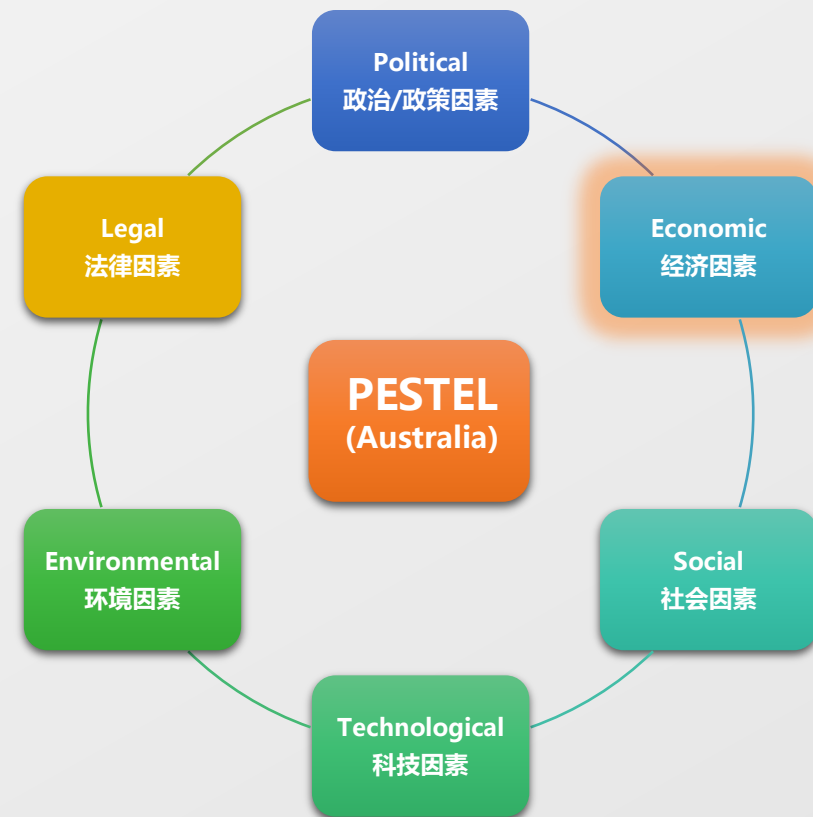 Political
政治/政策因素
Legal
法律因素
Economic
经济因素
PESTEL
(Australia)
Environmental
环境因素
Social
社会因素
Technological
科技因素